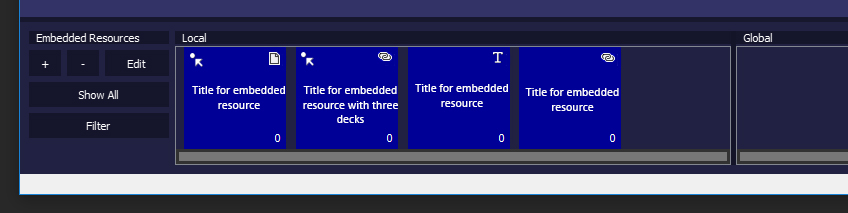 Embedded Resources
Local
Global
+
-
Edit
Show All
Filter
Title for embedded
resource
0
Title for embedded
resource with three
decks
0
T
Title for embedded
resource
0
Title for embedded
resource
0